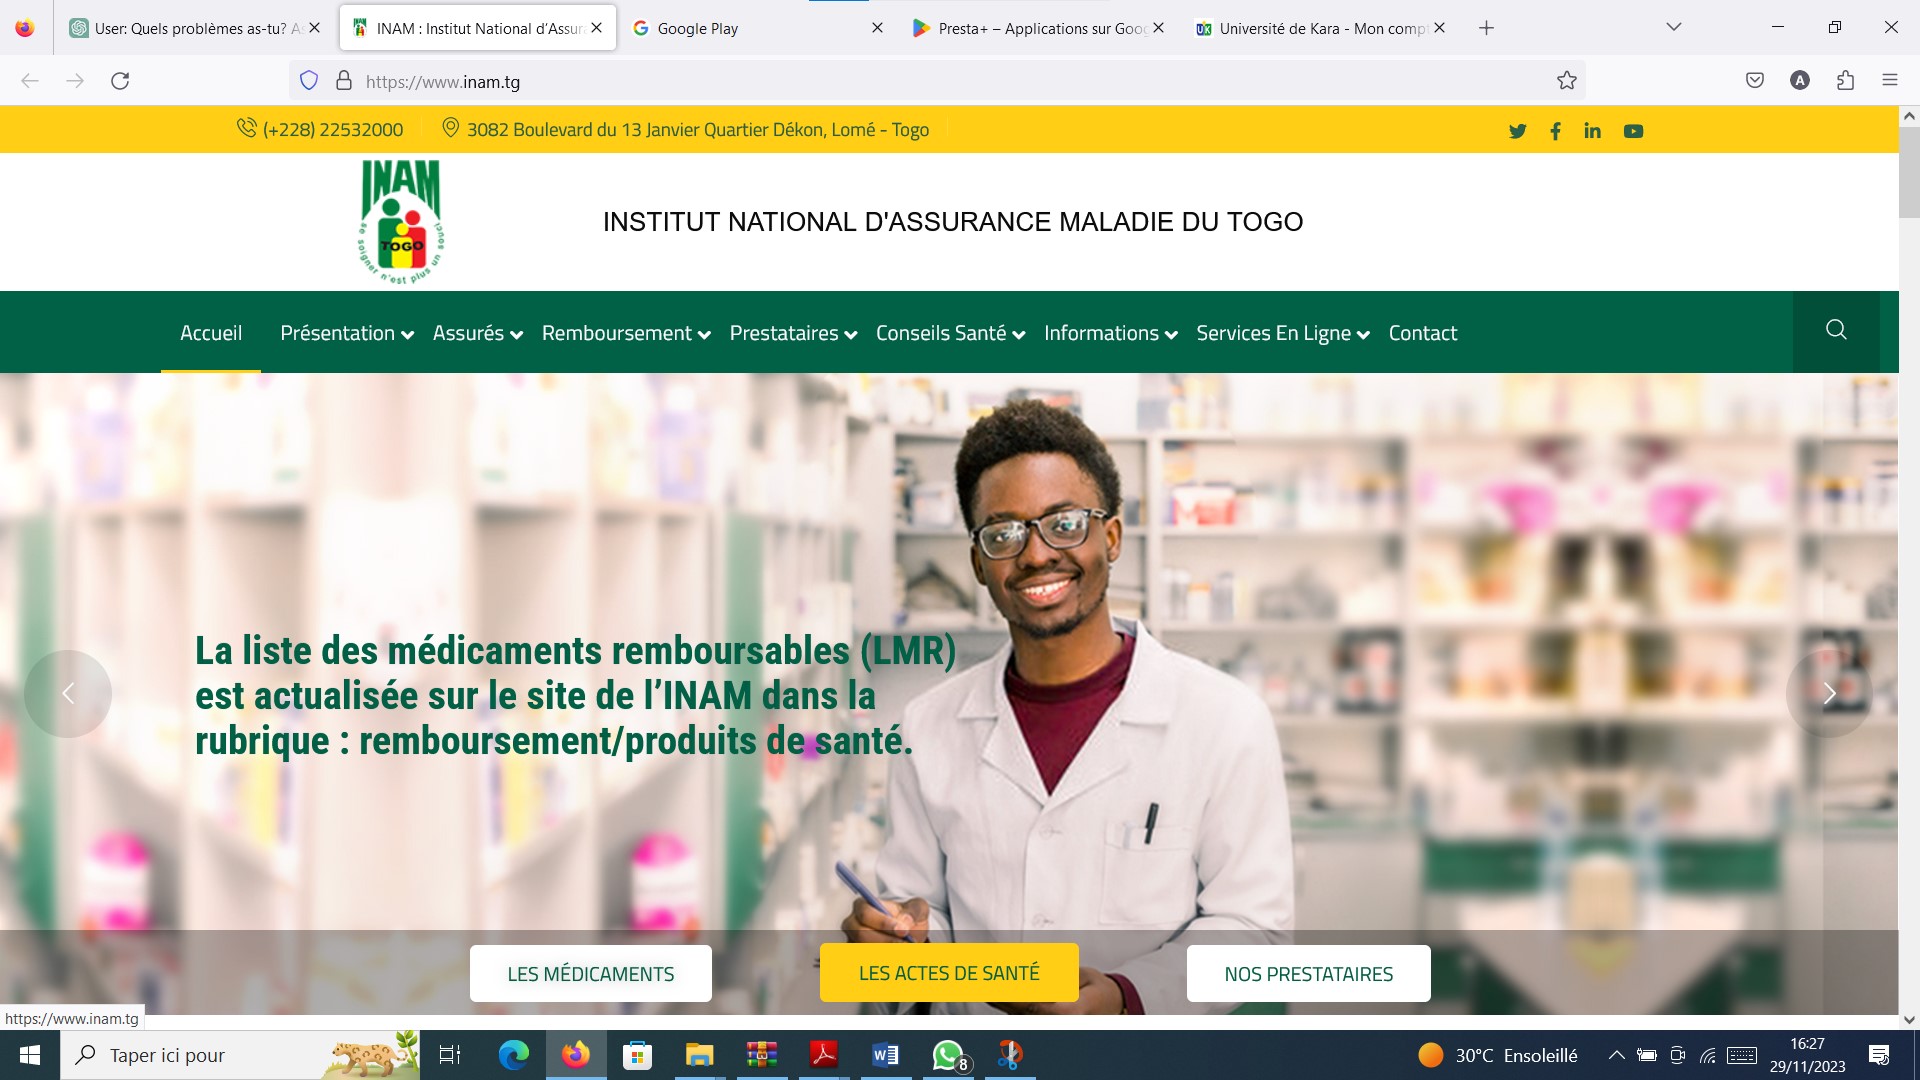 User: Quels problèmes as-tu? As
INAM : Institut National d'Assura
Google Play
Presta+ – Applications sur Goog
Université de Kara - Mon compt
https://www.inam.tg
(+228) 22532000
3082 Boulevard du 13 Janvier Quartier Dékon, Lomé - Togo
INAM
TOGO
se soigner n'est plus un souci
INSTITUT NATIONAL D'ASSURANCE MALADIE DU TOGO
Accueil
Présentation
Assurés
Remboursement
Prestataires
Conseils Santé
Informations
Services En Ligne
Contact
La liste des médicaments remboursables (LMR)
est actualisée sur le site de l'INAM dans la
rubrique : remboursement/produits de santé.
LES MÉDICAMENTS
LES ACTES DE SANTÉ
NOS PRESTATAIRES
https://www.inam.tg
Taper ici pour
8
30°C Ensoleillé
16:27
29/11/2023